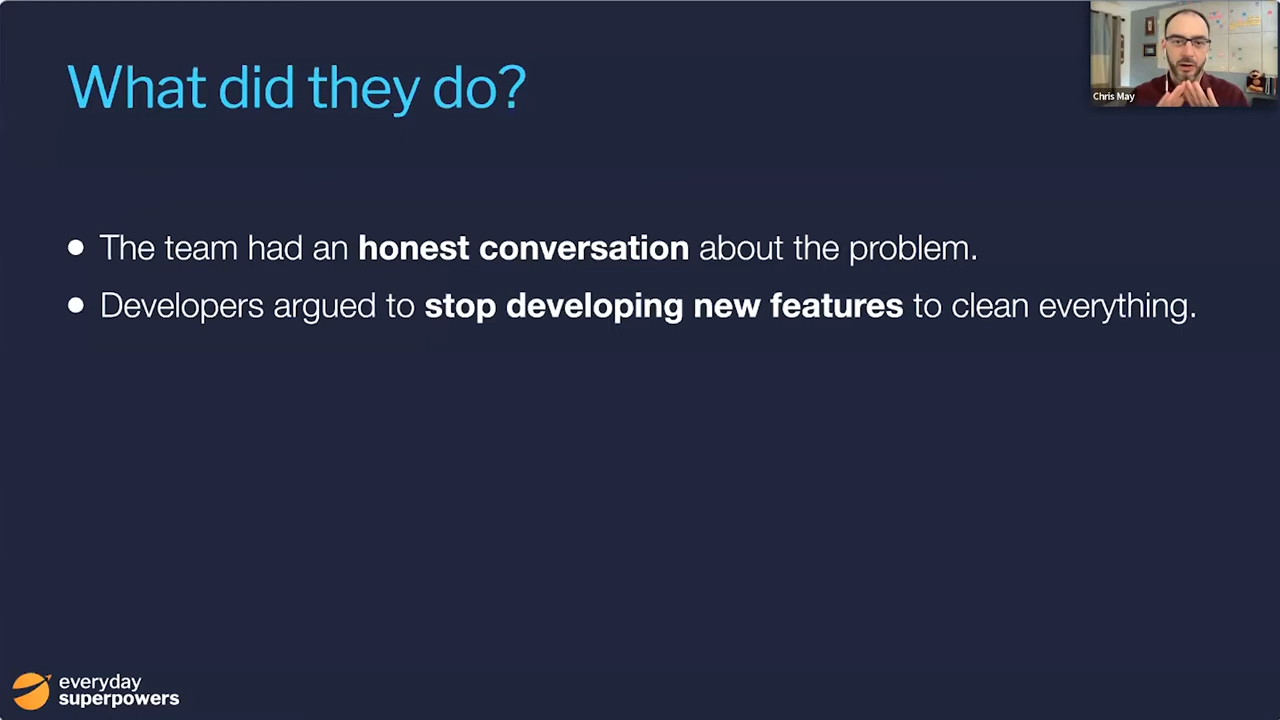 What did they do?
Chris May
● The team had an honest conversation about the problem.
● Developers argued to stop developing new features to clean everything.
everyday
superpowers